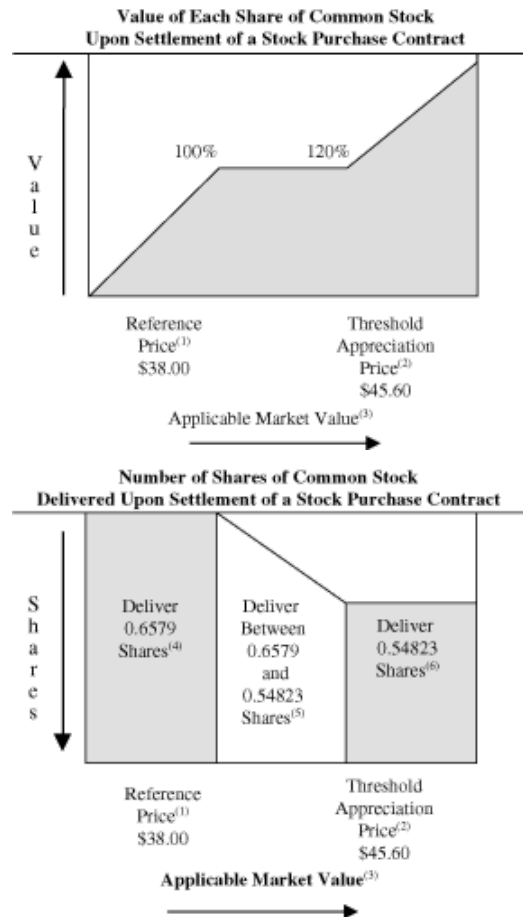 Value of Each Share of Common Stock
Upon Settlement of a Stock Purchase Contract
V
a
l
u
e
100%
120%
Reference
Price(1)
$38.00
Threshold
Appreciation
Price(2)
$45.60
Applicable Market Value(3)
Number of Shares of Common Stock
Delivered Upon Settlement of a Stock Purchase Contract
S
h
a
r
e
s
Deliver
0.6579
Shares(4)
Deliver
Between
0.6579
and
0.54823
Shares(5)
Deliver
0.54823
Shares(6)
Reference
Price(1)
$38.00
Threshold
Appreciation
Price(2)
$45.60
Applicable Market Value(3)